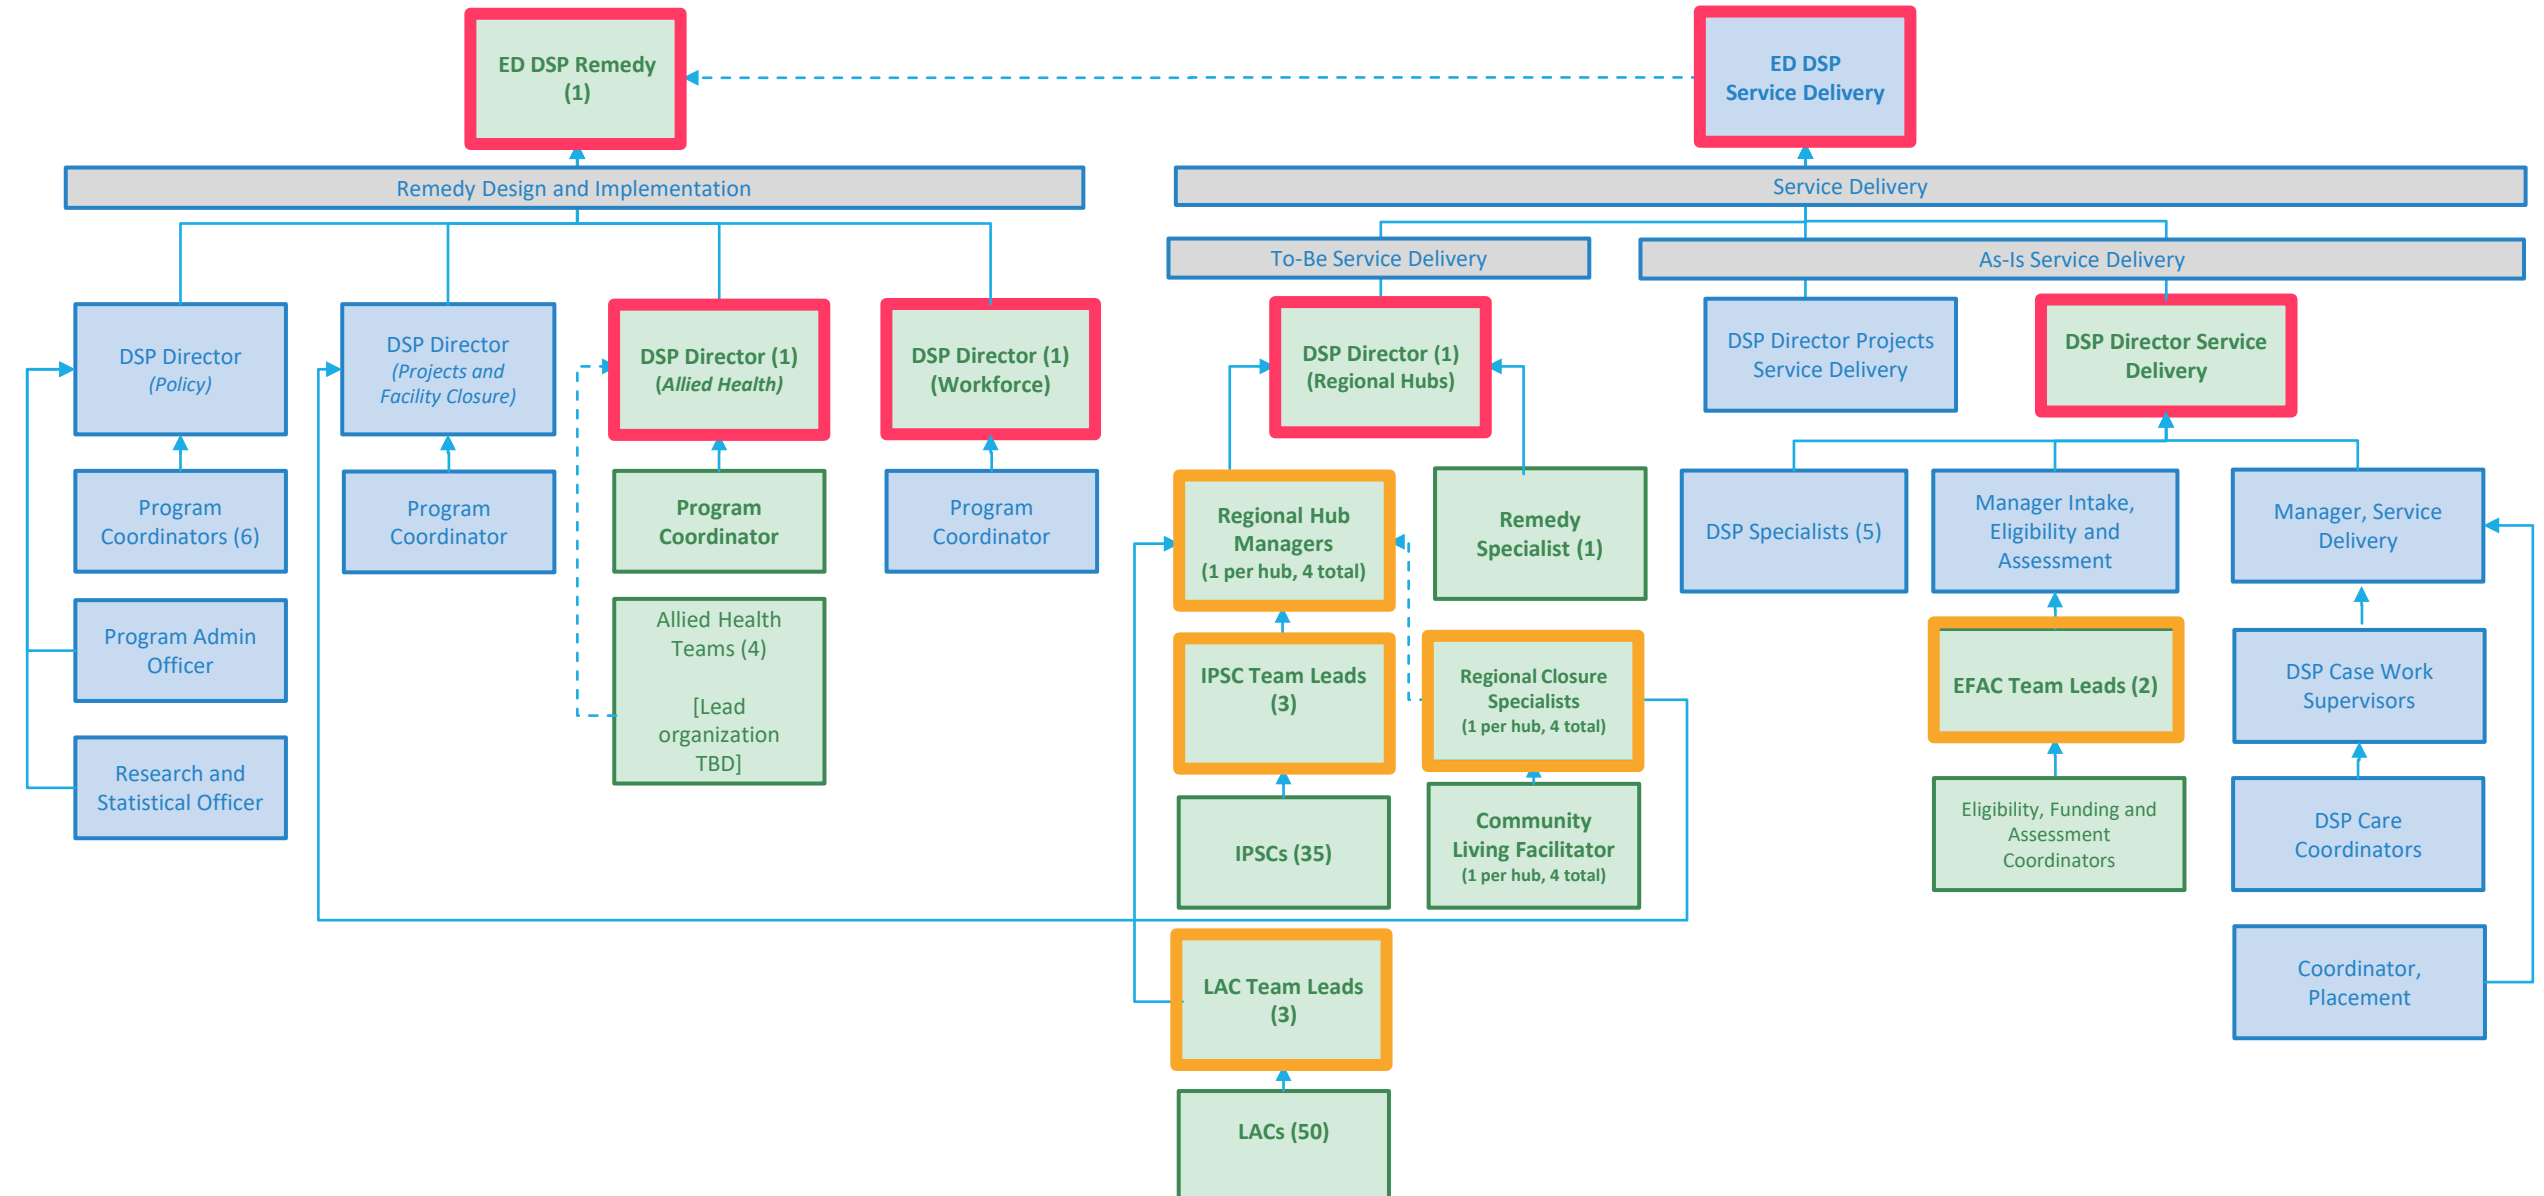 ED DSP Remedy
(1)
ED DSP
Service Delivery
Remedy Design and Implementation
Service Delivery
To-Be Service Delivery
As-Is Service Delivery
DSP Director
(Policy)
DSP Director
(Projects and
Facility Closure)
DSP Director (1)
(Allied Health)
DSP Director (1)
(Workforce)
DSP Director (1)
(Regional Hubs)
DSP Director Projects
Service Delivery
DSP Director Service
Delivery
Program
Coordinators (6)
Program
Coordinator
Program
Coordinator
Program
Coordinator
Regional Hub
Managers
(1 per hub, 4 total)
Remedy
Specialist (1)
DSP Specialists (5)
Manager Intake,
Eligibility and
Assessment
Manager, Service
Delivery
Program Admin
Officer
Allied Health
Teams (4)
[Lead
organization
TBD]
IPSC Team Leads
(3)
Regional Closure
Specialists
(1 per hub, 4 total)
EFAC Team Leads (2)
DSP Case Work
Supervisors
Research and
Statistical Officer
IPSCs (35)
Community
Living Facilitator
(1 per hub, 4 total)
Eligibility, Funding and
Assessment
Coordinators
DSP Care
Coordinators
LAC Team Leads
(3)
Coordinator,
Placement
LACs (50)